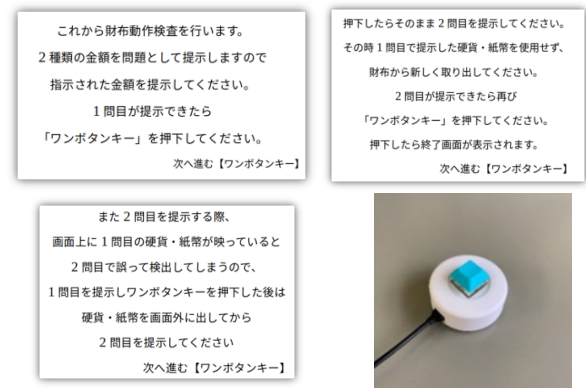 これから財布動作検査を行います。
2 種類の金額を問題として提示しますので
指示された金額を提示してください。
1 問目が提示できたら
「ワンボタンキー」を押下してください。
次へ進む【ワンボタンキー】
押下したらそのまま 2 問目を提示してください。
その時 1 問目で提示した硬貨・紙幣を使用せず、
財布から新しく取り出してください。
2 問目が提示できたら再び
「ワンボタンキー」を押下してください。
押下したら終了画面が表示されます。
次へ進む【ワンボタンキー】
また 2 問目を提示する際、
画面上に 1 問目の硬貨・紙幣が映っていると
2 問目で誤って検出してしまうので、
1 問目を提示しワンボタンキーを押下した後は
硬貨・紙幣を画面外に出してから
2 問目を提示してください
次へ進む【ワンボタンキー】